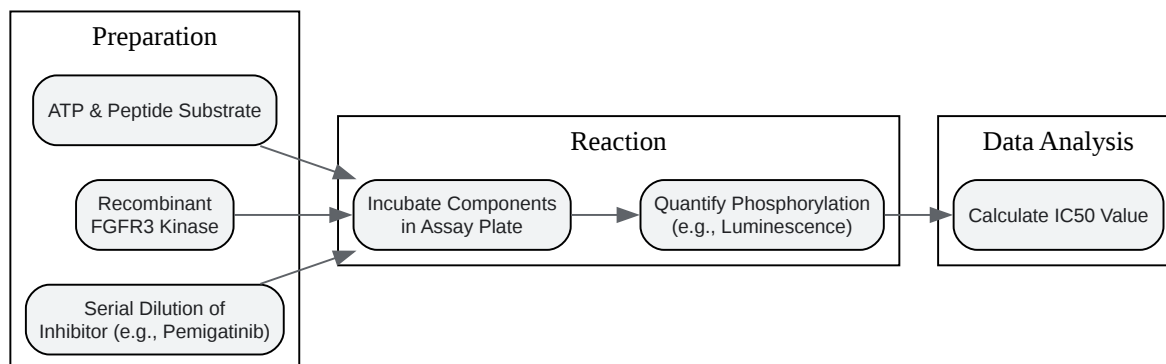 Preparation
ATP & Peptide Substrate
Recombinant
FGFR3 Kinase
Serial Dilution of
Inhibitor (e.g., Pemigatinib)
Reaction
Incubate Components
in Assay Plate
Quantify Phosphorylation
(e.g., Luminescence)
Data Analysis
Calculate IC50 Value